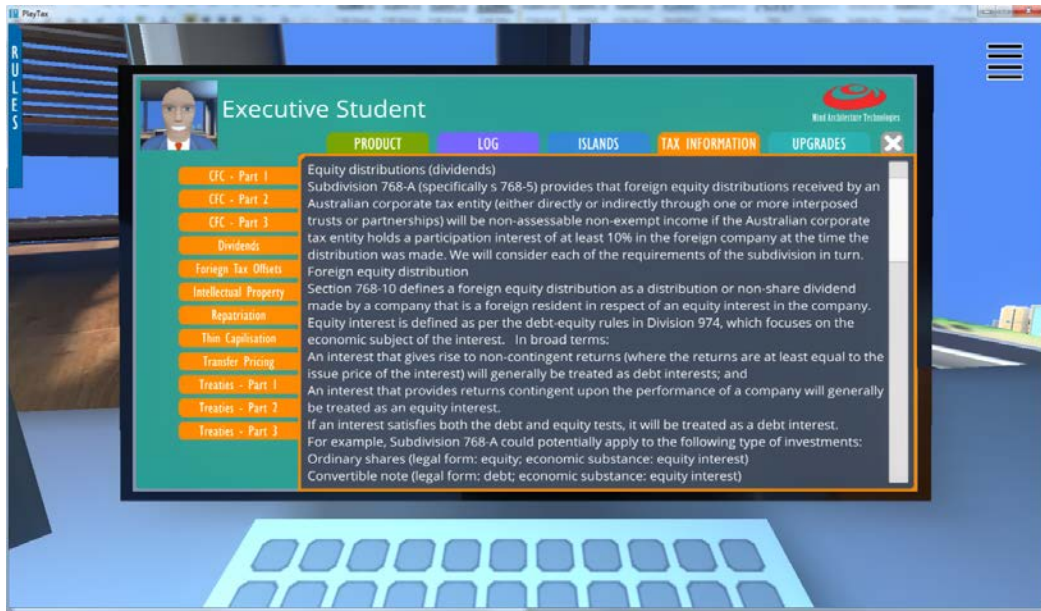 PlayTax
RULES
Executive Student
Mind Architecture Technologies
PRODUCT
LOG
ISLANDS
TAX INFORMATION
UPGRADES
CFC - Part 1
CFC - Part 2
CFC - Part 3
Dividends
Foriegn Tax Offsets
Intellectual Property
Repatriation
Thin Capilisation
Transfer Pricing
Treaties - Part 1
Treaties - Part 2
Treaties - Part 3
Equity distributions (dividends)
Subdivision 768-A (specifically s 768-5) provides that foreign equity distributions received by an
Australian corporate tax entity (either directly or indirectly through one or more interposed
trusts or partnerships) will be non-assessable non-exempt income if the Australian corporate
tax entity holds a participation interest of at least 10% in the foreign company at the time the
distribution was made. We will consider each of the requirements of the subdivision in turn.
Foreign equity distribution
Section 768-10 defines a foreign equity distribution as a distribution or non-share dividend
made by a company that is a foreign resident in respect of an equity interest in the company.
Equity interest is defined as per the debt-equity rules in Division 974, which focuses on the
economic subject of the interest. In broad terms:
An interest that gives rise to non-contingent returns (where the returns are at least equal to the
issue price of the interest) will generally be treated as debt interests; and
An interest that provides returns contingent upon the performance of a company will generally
be treated as an equity interest.
If an interest satisfies both the debt and equity tests, it will be treated as a debt interest.
For example, Subdivision 768-A could potentially apply to the following type of investments:
Ordinary shares (legal form: equity; economic substance: equity interest)
Convertible note (legal form: debt; economic substance: equity interest)